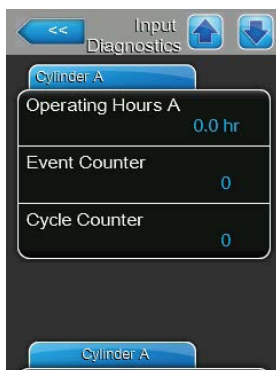 <<
Input
Diagnostics
Cylinder A
Operating Hours A
0.0 hr
Event Counter
0
Cycle Counter
0
Cylinder A